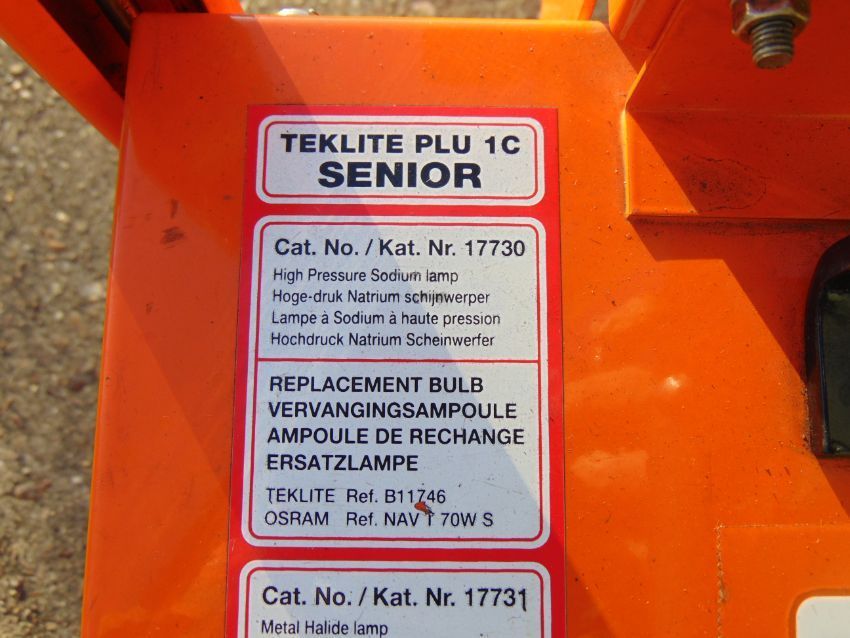 TEKLITE PLU 1C
SENIOR
Cat. No. / Kat. Nr. 17730
High Pressure Sodium lamp
Hoge-druk Natrium schijnwerper
Lampe à Sodium à haute pression
Hochdruck Natrium Scheinwerfer
REPLACEMENT BULB
VERVANGINGSAMPOULE
AMPOULE DE RECHANGE
ERSATZLAMPE
TEKLITE Ref. B11746
OSRAM Ref. NAV T 70W S
Cat. No. / Kat. Nr. 17731
Metal Halide lamp